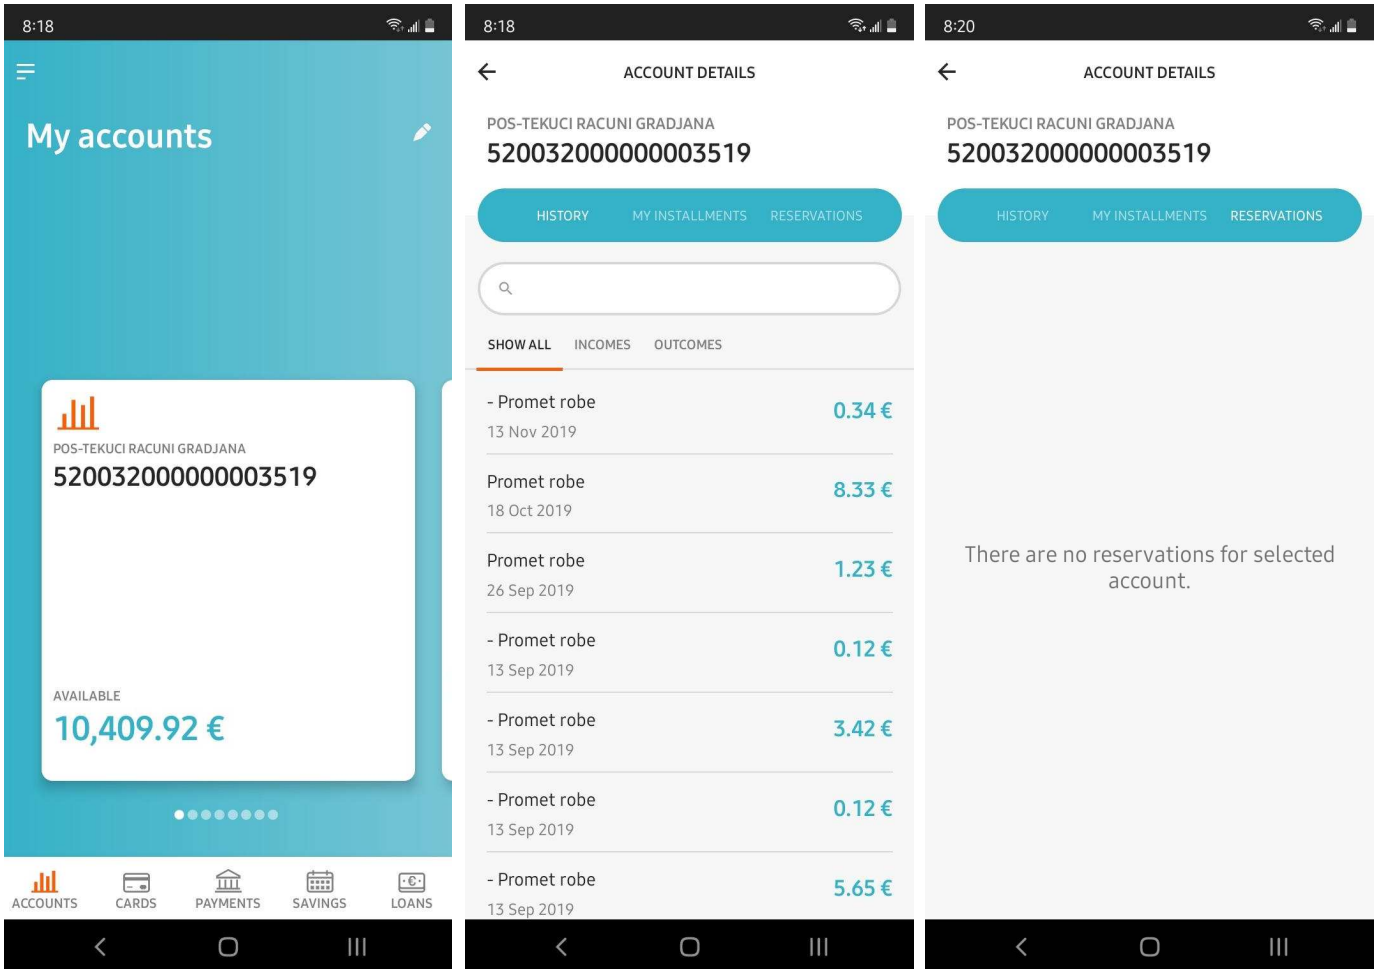 8:18
My accounts
POS-TEKUCI RACUNI GRADJANA
520032000000003519
AVAILABLE
10,409.92 €
ACCOUNTS
CARDS
PAYMENTS
SAVINGS
LOANS
8:18
ACCOUNT DETAILS
POS-TEKUCI RACUNI GRADJANA
520032000000003519
HISTORY MY INSTALLMENTS RESERVATIONS
SHOW ALL INCOMES OUTCOMES
- Promet robe 0.34 €
13 Nov 2019
Promet robe 8.33 €
18 Oct 2019
Promet robe 1.23 €
26 Sep 2019
- Promet robe 0.12 €
13 Sep 2019
- Promet robe 3.42 €
13 Sep 2019
- Promet robe 0.12 €
13 Sep 2019
- Promet robe 5.65 €
13 Sep 2019
8:20
ACCOUNT DETAILS
POS-TEKUCI RACUNI GRADJANA
520032000000003519
HISTORY MY INSTALLMENTS RESERVATIONS
There are no reservations for selected
account.